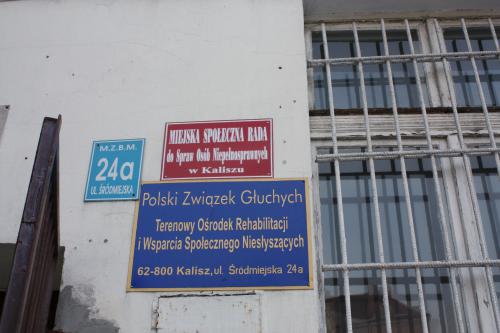 M.Z.B.M.
24a
UL. ŚRÓDMIEJSKA
MIEJSKA SPOŁECZNA RADA
do Spraw Osób Niepełnosprawnych
w Kaliszu
Polski Związek Głuchych
Terenowy Ośrodek Rehabilitacji
i Wsparcia Społecznego Niesłyszących
62-800 Kalisz, ul. Śródmiejska 24a